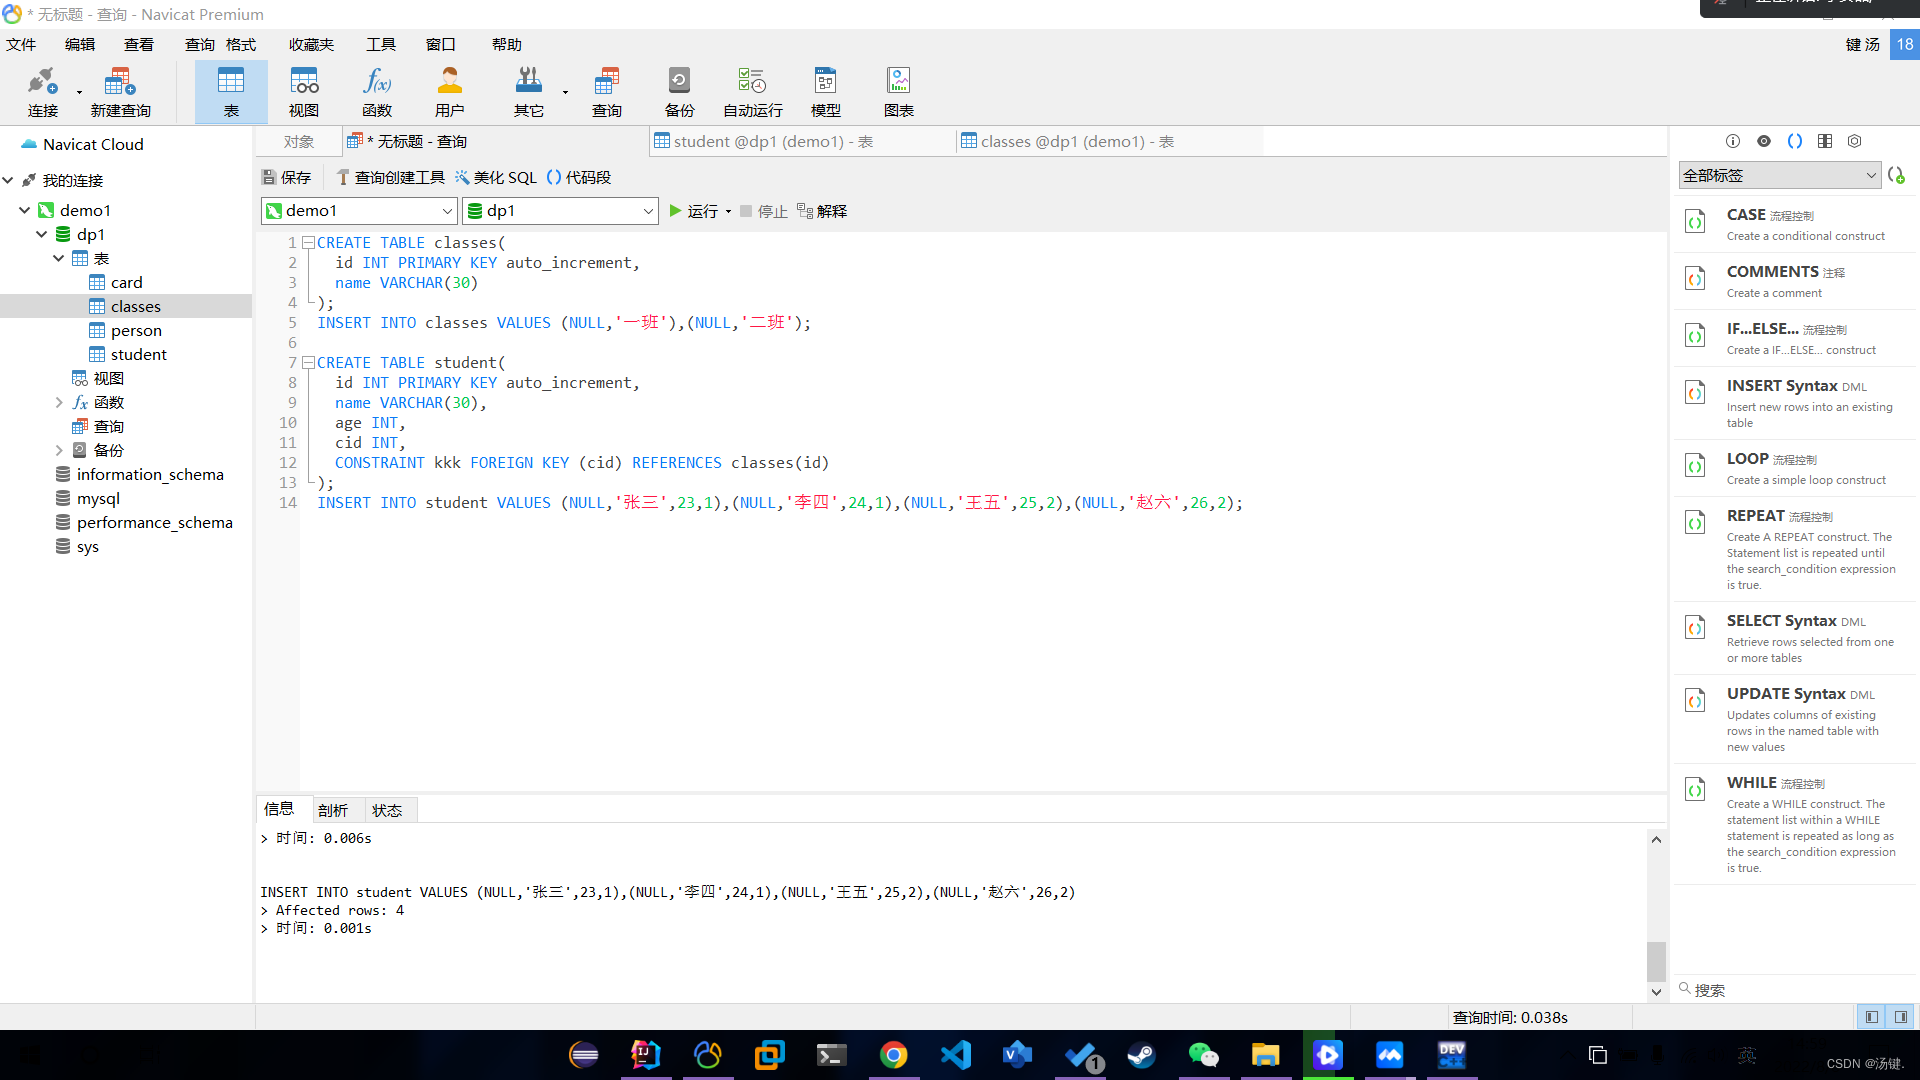 * 无标题 - 查询 - Navicat Premium
文件 编辑 查看 查询 格式 收藏夹 工具 窗口 帮助
键 汤 18
连接 新建查询 表 视图 函数 用户 其它 查询 备份 自动运行 模型 图表
Navicat Cloud
我的连接
demo1
dp1
表
card
classes
person
student
视图
函数
查询
备份
information_schema
mysql
performance_schema
sys
对象 * 无标题 - 查询 student @dp1 (demo1) - 表 classes @dp1 (demo1) - 表
保存 查询创建工具 美化 SQL () 代码段
demo1 dp1 运行 停止 解释
1 CREATE TABLE classes(
2 id INT PRIMARY KEY auto_increment,
3 name VARCHAR(30)
4 );
5 INSERT INTO classes VALUES (NULL,'一班'),(NULL,'二班');
6
7 CREATE TABLE student(
8 id INT PRIMARY KEY auto_increment,
9 name VARCHAR(30),
10 age INT,
11 cid INT,
12 CONSTRAINT kkk FOREIGN KEY (cid) REFERENCES classes(id)
13 );
14 INSERT INTO student VALUES (NULL,'张三',23,1),(NULL,'李四',24,1),(NULL,'王五',25,2),(NULL,'赵六',26,2);
信息 剖析 状态
> 时间: 0.006s
INSERT INTO student VALUES (NULL,'张三',23,1),(NULL,'李四',24,1),(NULL,'王五',25,2),(NULL,'赵六',26,2)
> Affected rows: 4
> 时间: 0.001s
查询时间: 0.038s
全部标签
CASE 流程控制
Create a conditional construct
COMMENTS 注释
Create a comment
IF...ELSE... 流程控制
Create a IF...ELSE... construct
INSERT Syntax DML
Insert new rows into an existing
table
LOOP 流程控制
Create a simple loop construct
REPEAT 流程控制
Create A REPEAT construct. The
Statement list is repeated until
the search_condition expression
is true.
SELECT Syntax DML
Retrieve rows selected from one
or more tables
UPDATE Syntax DML
Updates columns of existing
rows in the named table with
new values
WHILE 流程控制
Create a WHILE construct. The
statement list within a WHILE
statement is repeated as long as
the search_condition expression
is true.
搜索
IJ
1
DEV
C++
英
CSDN @汤键.